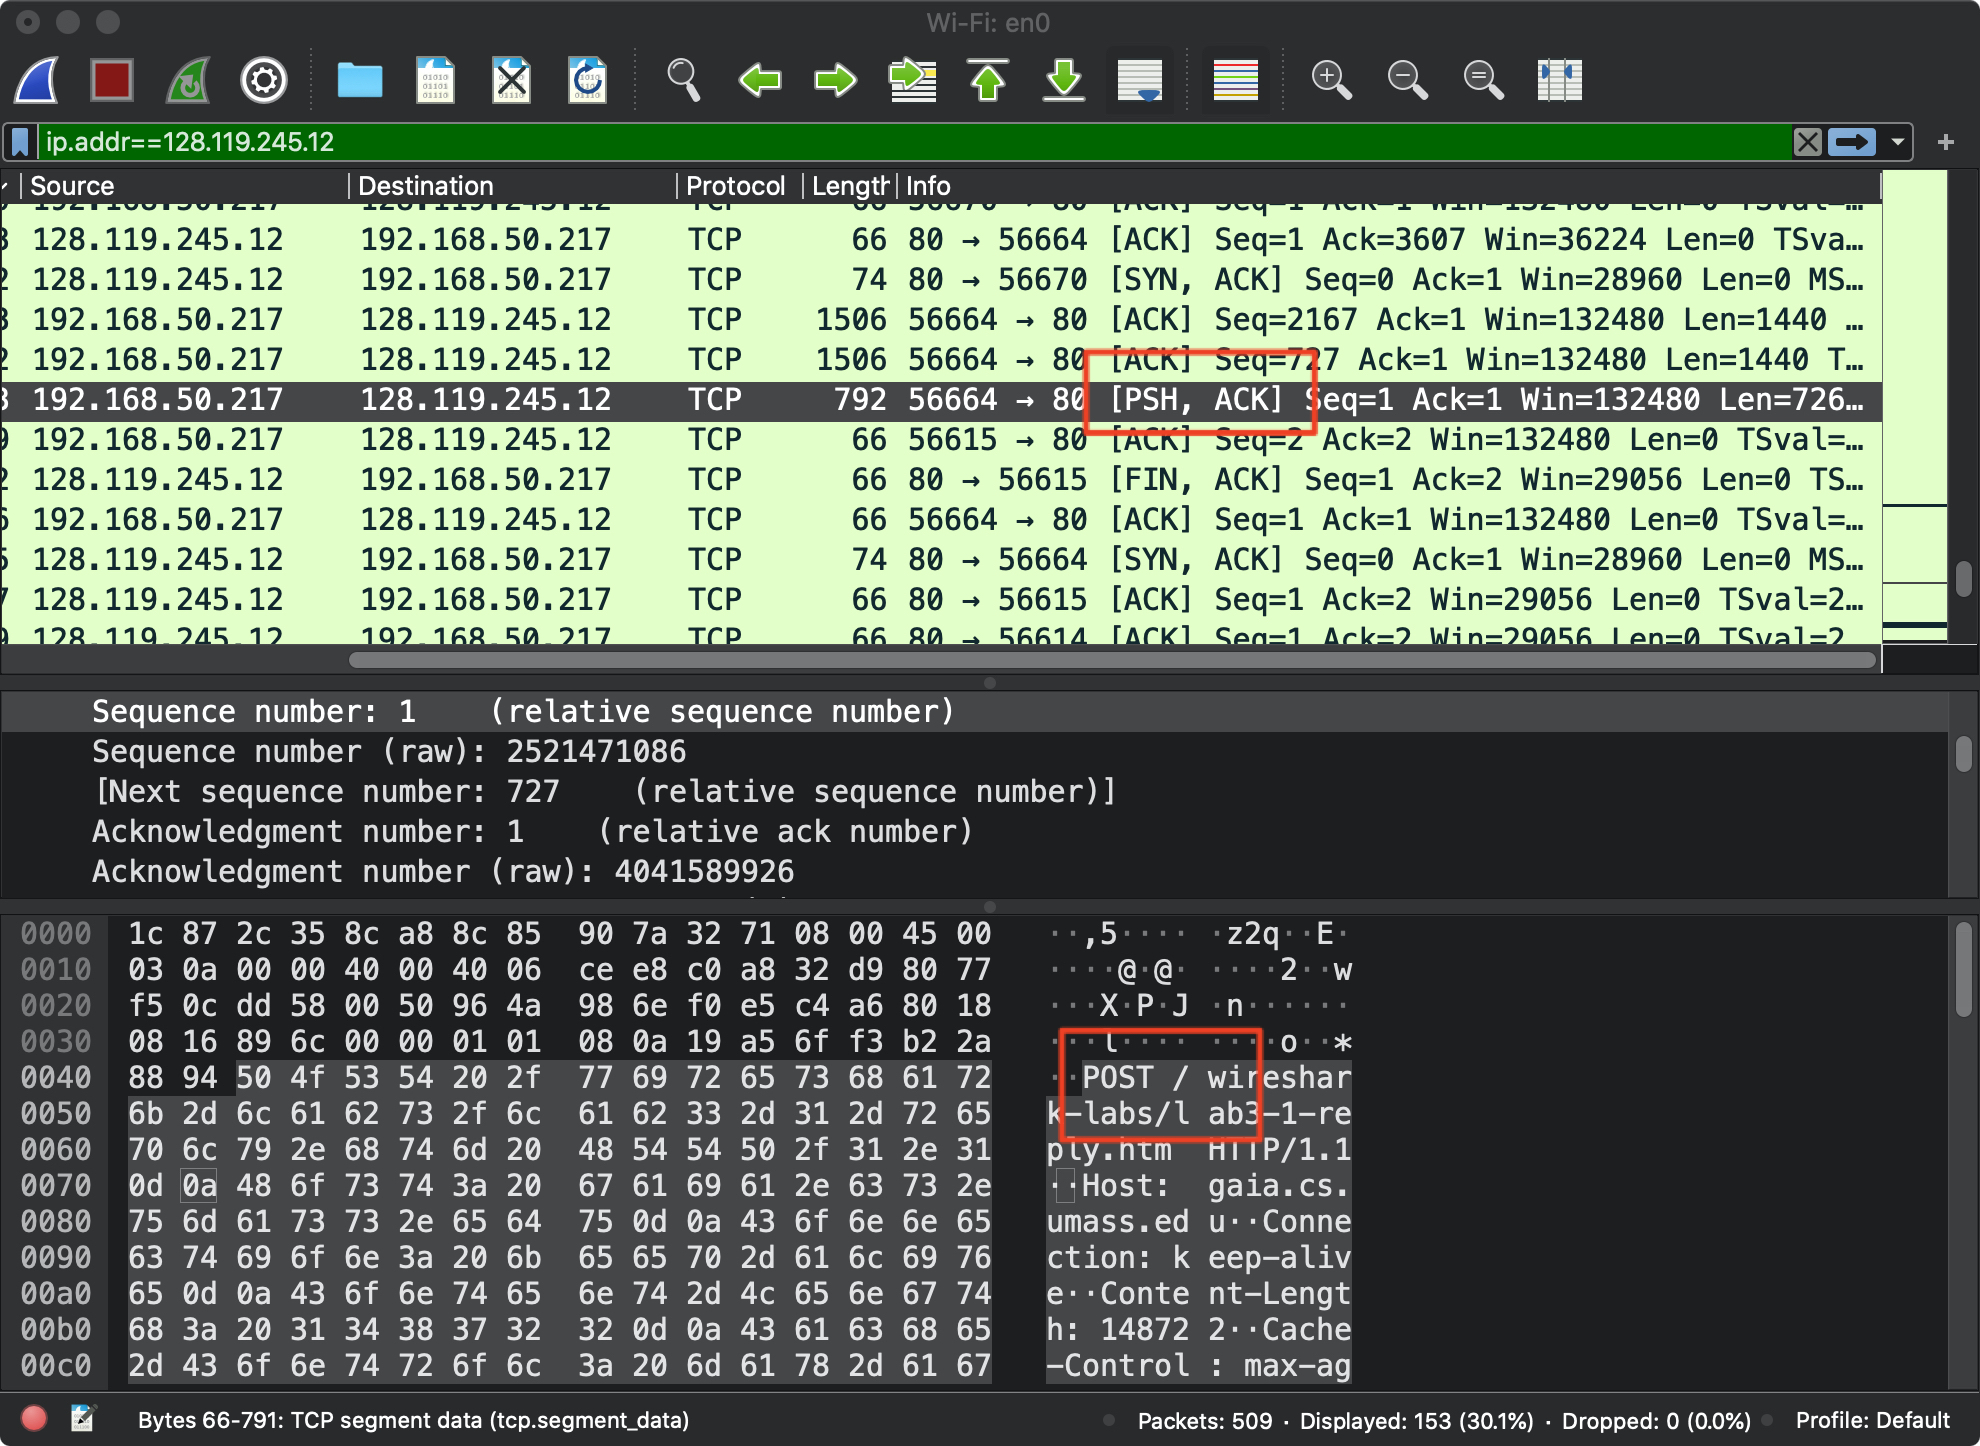 Wi-Fi: en0
ip.addr==128.119.245.12
Source Destination Protocol Length Info
192.168.50.217 128.119.245.12 TCP 66 56670 → 80 [ACK] Seq=1 Ack=1 Win=132480 Len=0 TSval=…
128.119.245.12 192.168.50.217 TCP 66 80 → 56664 [ACK] Seq=1 Ack=3607 Win=36224 Len=0 TSva…
128.119.245.12 192.168.50.217 TCP 74 80 → 56670 [SYN, ACK] Seq=0 Ack=1 Win=28960 Len=0 MS…
192.168.50.217 128.119.245.12 TCP 1506 56664 → 80 [ACK] Seq=2167 Ack=1 Win=132480 Len=1440 …
192.168.50.217 128.119.245.12 TCP 1506 56664 → 80 [ACK] Seq=727 Ack=1 Win=132480 Len=1440 T…
192.168.50.217 128.119.245.12 TCP 792 56664 → 80 [PSH, ACK] Seq=1 Ack=1 Win=132480 Len=726…
192.168.50.217 128.119.245.12 TCP 66 56615 → 80 [ACK] Seq=2 Ack=2 Win=132480 Len=0 TSval=…
128.119.245.12 192.168.50.217 TCP 66 80 → 56615 [FIN, ACK] Seq=1 Ack=2 Win=29056 Len=0 TS…
192.168.50.217 128.119.245.12 TCP 66 56664 → 80 [ACK] Seq=1 Ack=1 Win=132480 Len=0 TSval=…
128.119.245.12 192.168.50.217 TCP 74 80 → 56664 [SYN, ACK] Seq=0 Ack=1 Win=28960 Len=0 MS…
128.119.245.12 192.168.50.217 TCP 66 80 → 56615 [ACK] Seq=1 Ack=2 Win=29056 Len=0 TSval=2…
128.119.245.12 192.168.50.217 TCP 66 80 → 56614 [ACK] Seq=1 Ack=2 Win=29056 Len=0 TSval=2
Sequence number: 1 (relative sequence number)
Sequence number (raw): 2521471086
[Next sequence number: 727 (relative sequence number)]
Acknowledgment number: 1 (relative ack number)
Acknowledgment number (raw): 4041589926
0000 1c 87 2c 35 8c a8 8c 85 90 7a 32 71 08 00 45 00 ··,5···· ·z2q··E·
0010 03 0a 00 00 40 00 40 06 ce e8 c0 a8 32 d9 80 77 ····@·@· ····2··w
0020 f5 0c dd 58 00 50 96 4a 98 6e f0 e5 c4 a6 80 18 ···X·P·J ·n······
0030 08 16 89 6c 00 00 01 01 08 0a 19 a5 6f f3 b2 2a ···l···· ····o··*
0040 88 94 50 4f 53 54 20 2f 77 69 72 65 73 68 61 72 ··POST / wireshar
0050 6b 2d 6c 61 62 73 2f 6c 61 62 33 2d 31 2d 72 65 k-labs/l ab3-1-re
0060 70 6c 79 2e 68 74 6d 20 48 54 54 50 2f 31 2e 31 ply.htm HTTP/1.1
0070 0d 0a 48 6f 73 74 3a 20 67 61 69 61 2e 63 73 2e ··Host: gaia.cs.
0080 75 6d 61 73 73 2e 65 64 75 0d 0a 43 6f 6e 6e 65 umass.ed u··Conne
0090 63 74 69 6f 6e 3a 20 6b 65 65 70 2d 61 6c 69 76 ction: k eep-aliv
00a0 65 0d 0a 43 6f 6e 74 65 6e 74 2d 4c 65 6e 67 74 e··Conte nt-Lengt
00b0 68 3a 20 31 34 38 37 32 32 0d 0a 43 61 63 68 65 h: 14872 2··Cache
00c0 2d 43 6f 6e 74 72 6f 6c 3a 20 6d 61 78 2d 61 67 -Control : max-ag
Bytes 66-791: TCP segment data (tcp.segment_data) Packets: 509 · Displayed: 153 (30.1%) · Dropped: 0 (0.0%) Profile: Default